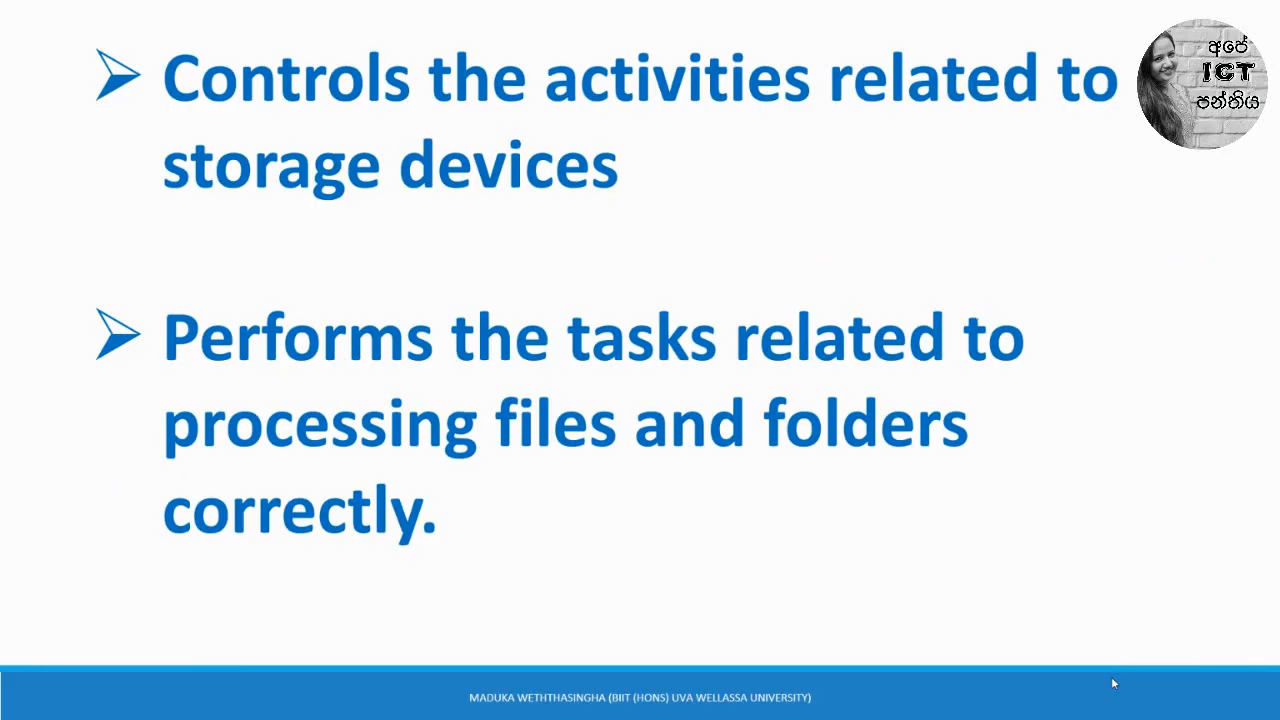 Controls the activities related to
storage devices
Performs the tasks related to
processing files and folders
correctly.
අපේ
ICT
පන්තිය
MADUKA WEHTHASINGHA (BIIT (HONS) UVA WELLASSA UNIVERSITY)